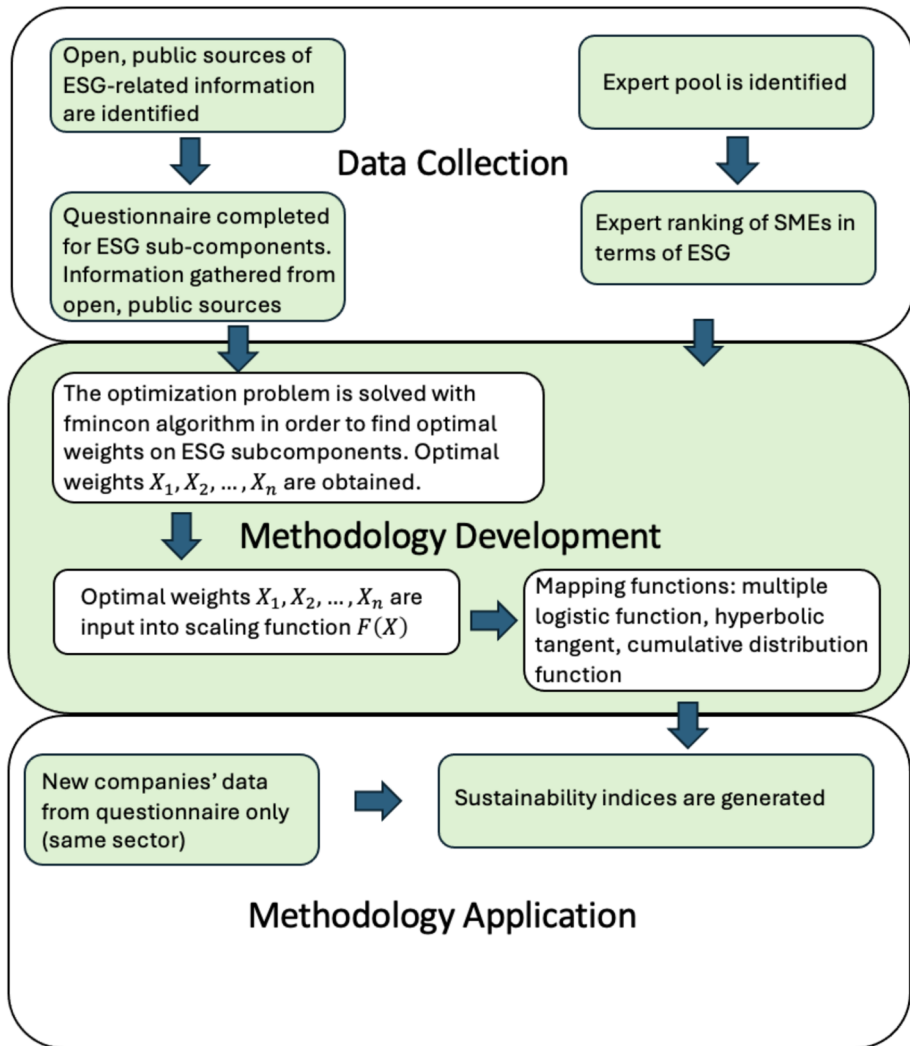 Open, public sources of
ESG-related information
are identified
Expert pool is identified
Data Collection
Questionnaire completed
for ESG sub-components.
Information gathered from
open, public sources
Expert ranking of SMEs in
terms of ESG
The optimization problem is solved with
fmincon algorithm in order to find optimal
weights on ESG subcomponents. Optimal
weights X₁, X₂, ..., Xₙ are obtained.
Methodology Development
Optimal weights X₁, X₂, ..., Xₙ are
input into scaling function F(X)
Mapping functions: multiple
logistic function, hyperbolic
tangent, cumulative distribution
function
New companies’ data
from questionnaire only
(same sector)
Sustainability indices are generated
Methodology Application